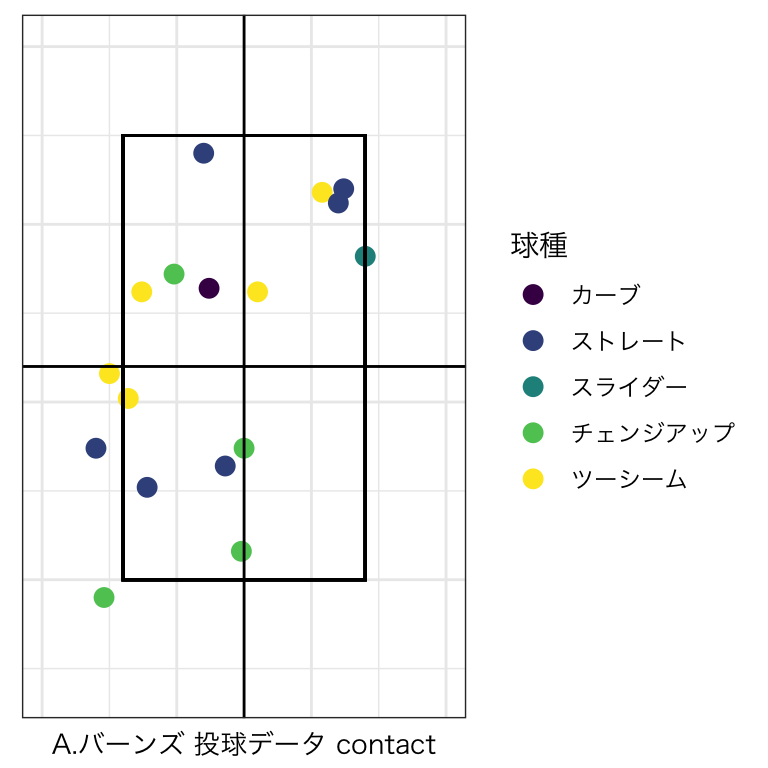 球種
カーブ
ストレート
スライダー
チェンジアップ
ツーシーム
A.バーンズ 投球データ contact